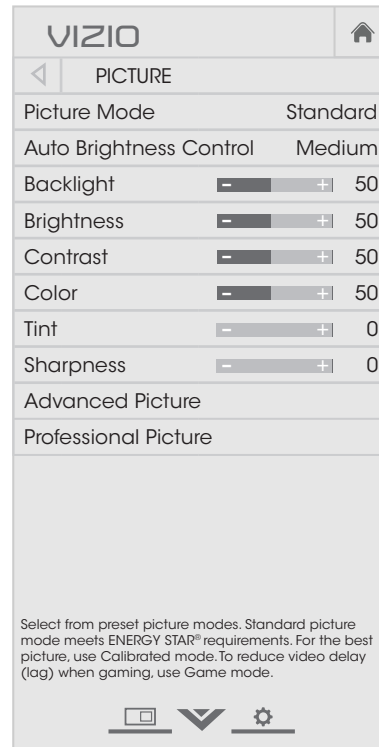 VIZIO
PICTURE
Picture Mode Standard
Auto Brightness Control Medium
Backlight - + 50
Brightness - + 50
Contrast - + 50
Color - + 50
Tint - + 0
Sharpness - + 0
Advanced Picture
Professional Picture
Select from preset picture modes. Standard picture
mode meets ENERGY STAR® requirements. For the best
picture, use Calibrated mode. To reduce video delay
(lag) when gaming, use Game mode.